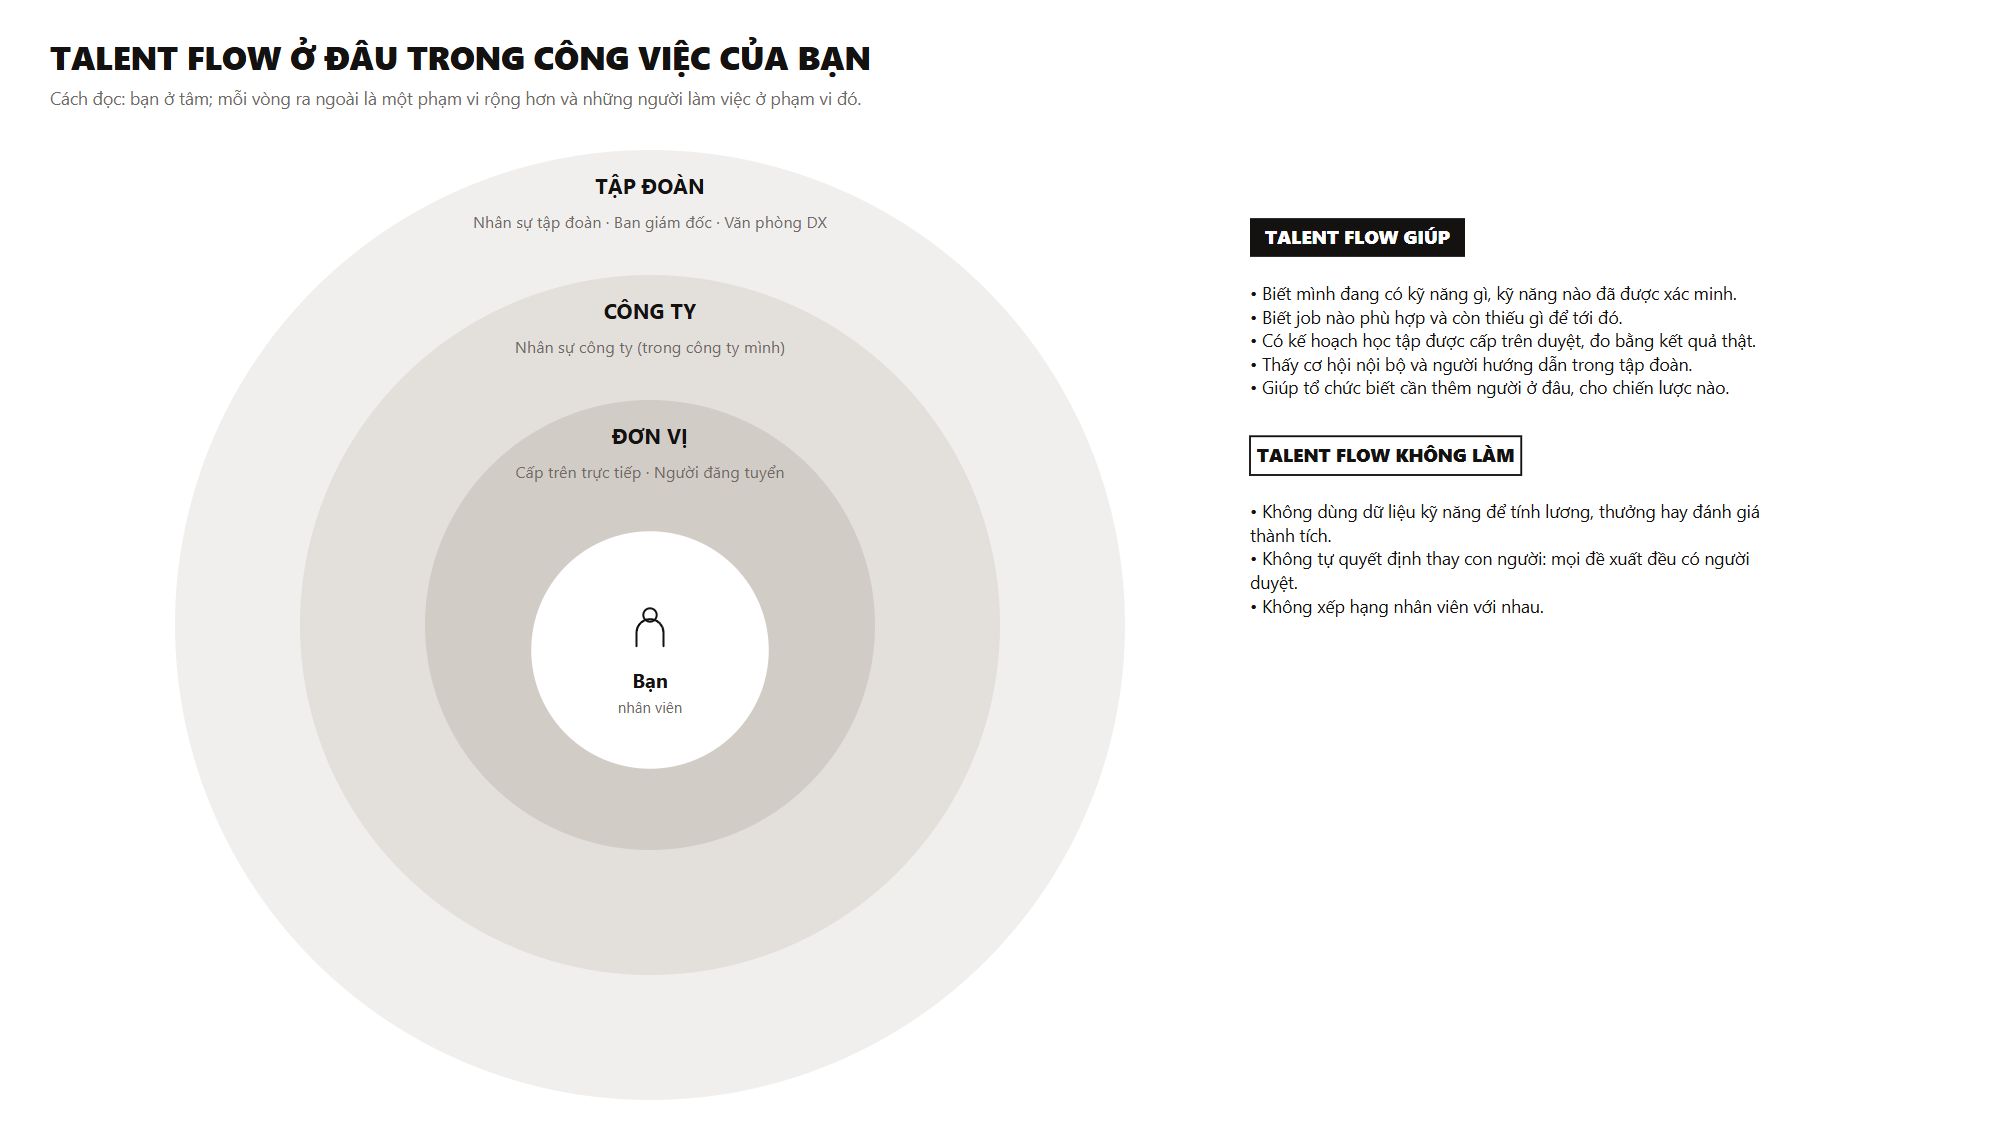 TALENT FLOW Ở ĐÂU TRONG CÔNG VIỆC CỦA BẠN
Cách đọc: bạn ở tâm; mỗi vòng ra ngoài là một phạm vi rộng hơn và những người làm việc ở phạm vi đó.
TẬP ĐOÀN
Nhân sự tập đoàn · Ban giám đốc · Văn phòng DX
CÔNG TY
Nhân sự công ty (trong công ty mình)
ĐƠN VỊ
Cấp trên trực tiếp · Người đăng tuyển
Bạn
nhân viên
TALENT FLOW GIÚP
• Biết mình đang có kỹ năng gì, kỹ năng nào đã được xác minh.
• Biết job nào phù hợp và còn thiếu gì để tới đó.
• Có kế hoạch học tập được cấp trên duyệt, đo bằng kết quả thật.
• Thấy cơ hội nội bộ và người hướng dẫn trong tập đoàn.
• Giúp tổ chức biết cần thêm người ở đâu, cho chiến lược nào.
TALENT FLOW KHÔNG LÀM
• Không dùng dữ liệu kỹ năng để tính lương, thưởng hay đánh giá
thành tích.
• Không tự quyết định thay con người: mọi đề xuất đều có người
duyệt.
• Không xếp hạng nhân viên với nhau.